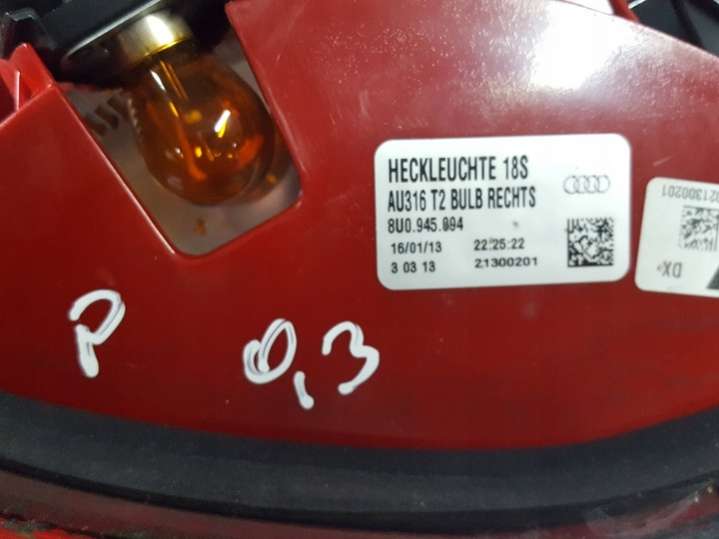 HECKLEUCHTE 18S
AU316 T2 BULB RECHTS
8U0.945.094
16/01/13 22:25:22
3 03 13 21300201
021300201
DX
P 0,3